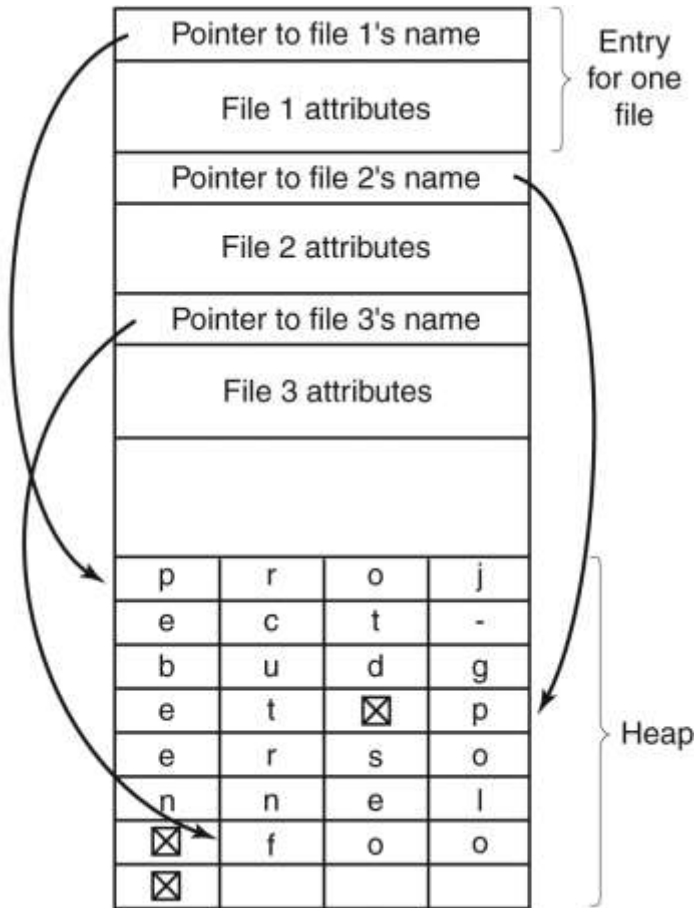 Pointer to file 1's name
Entry
for one
file
File 1 attributes
Pointer to file 2's name
File 2 attributes
Pointer to file 3's name
File 3 attributes
p r o j
e c t -
b u d g
e t ☒ p
e r s o
n n e l
☒ f o o
☒
Heap